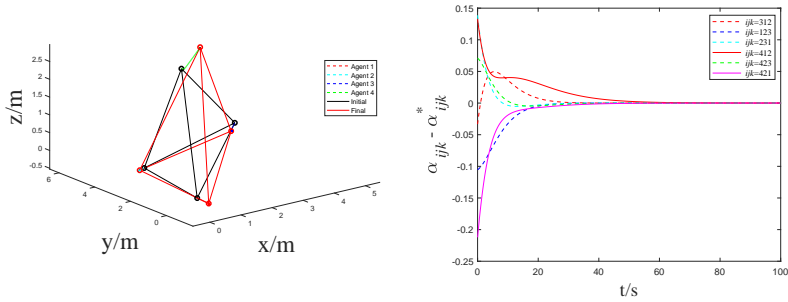 2.5
2
1.5
1
0.5
0
-0.5
z/m
6
4
2
0
y/m
0
1
2
3
4
5
x/m
Agent 1
Agent 2
Agent 3
Agent 4
Initial
Final
0.15
0.1
0.05
0
-0.05
-0.1
-0.15
-0.2
-0.25
α ijk - α* ijk
0
20
40
60
80
100
t/s
ijk=312
ijk=123
ijk=231
ijk=412
ijk=423
ijk=421